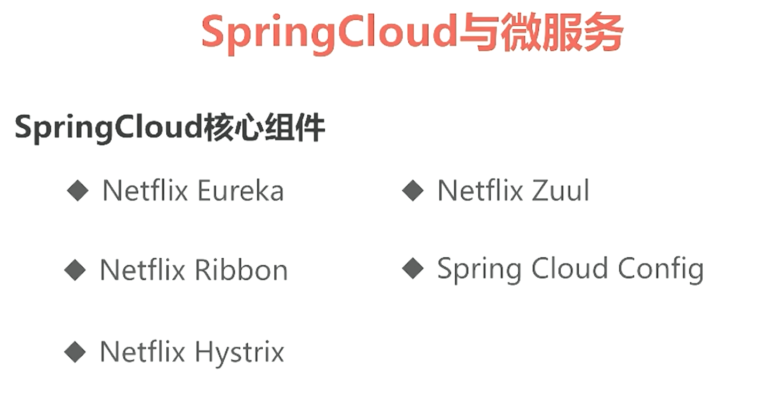 SpringCloud与微服务
SpringCloud核心组件
◆ Netflix Eureka
◆ Netflix Zuul
◆ Netflix Ribbon
◆ Spring Cloud Config
◆ Netflix Hystrix